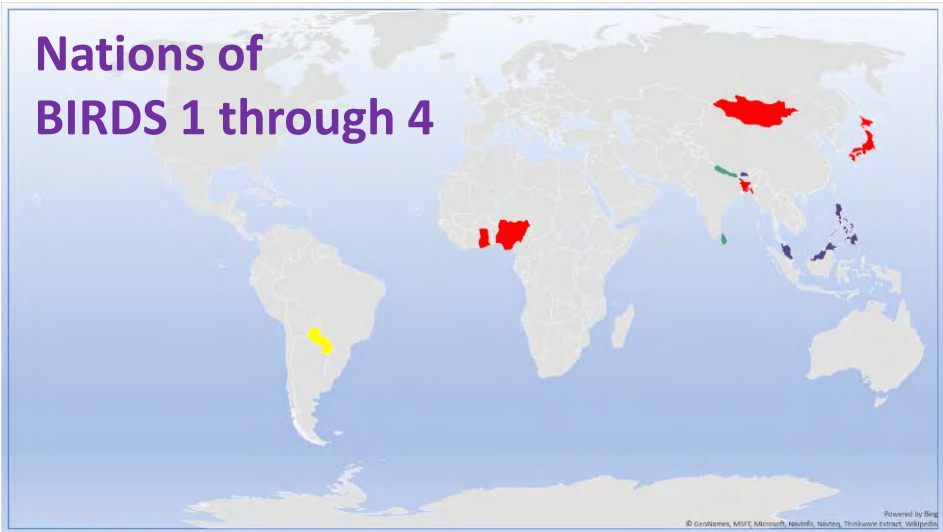 Nations of
BIRDS 1 through 4
Powered by Bing
© GeoNames, MSFT, Microsoft, NavInfo, Navteq, Thinkware Extract, Wikipedia